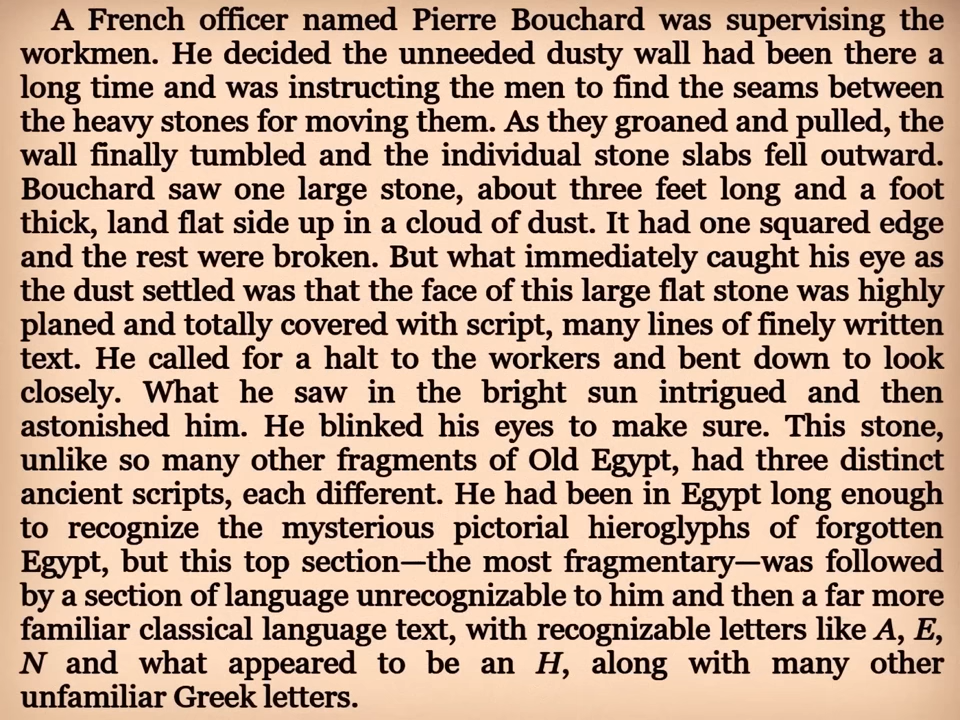 A French officer named Pierre Bouchard was supervising the
workmen. He decided the unneeded dusty wall had been there a
long time and was instructing the men to find the seams between
the heavy stones for moving them. As they groaned and pulled, the
wall finally tumbled and the individual stone slabs fell outward.
Bouchard saw one large stone, about three feet long and a foot
thick, land flat side up in a cloud of dust. It had one squared edge
and the rest were broken. But what immediately caught his eye as
the dust settled was that the face of this large flat stone was highly
planed and totally covered with script, many lines of finely written
text. He called for a halt to the workers and bent down to look
closely. What he saw in the bright sun intrigued and then
astonished him. He blinked his eyes to make sure. This stone,
unlike so many other fragments of Old Egypt, had three distinct
ancient scripts, each different. He had been in Egypt long enough
to recognize the mysterious pictorial hieroglyphs of forgotten
Egypt, but this top section—the most fragmentary—was followed
by a section of language unrecognizable to him and then a far more
familiar classical language text, with recognizable letters like A, E,
N and what appeared to be an H, along with many other
unfamiliar Greek letters.